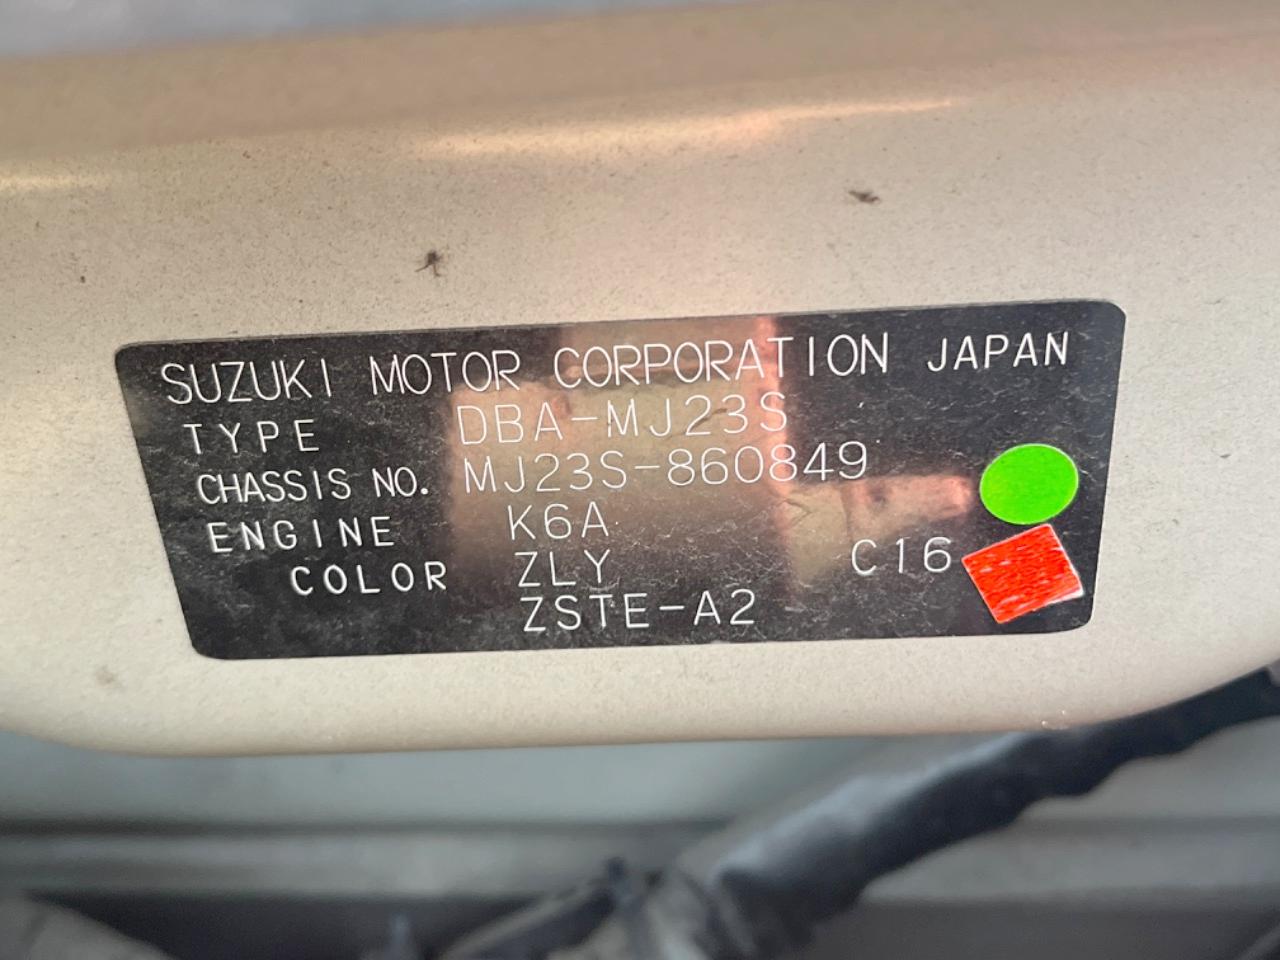 SUZUKI MOTOR CORPORATION JAPAN
TYPE DBA-MJ23S
CHASSIS NO. MJ23S-860849
ENGINE K6A
COLOR ZLY C16
ZSTE-A2